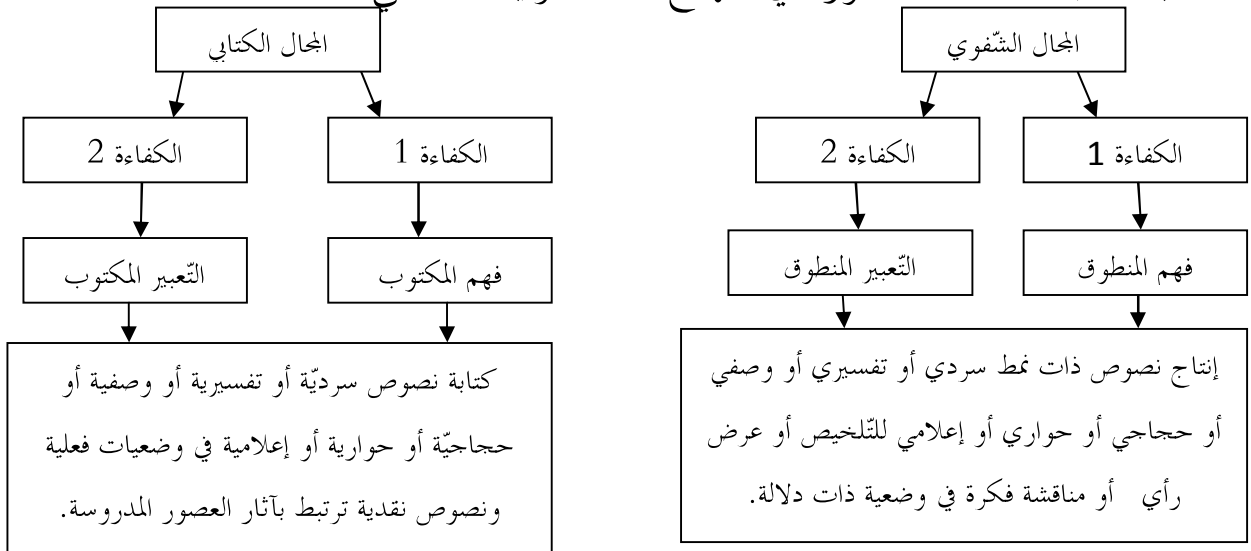 المجال الشّفوي
الكفاءة 1
الكفاءة 2
فهم المنطوق
التّعبير المنطوق
إنتاج نصوص ذات نمط سردي أو تفسيري أو وصفي
أو حجاجي أو حواري أو إعلامي للتّلخيص أو عرض
رأي أو مناقشة فكرة في وضعية ذات دلالة.
المجال الكتابي
الكفاءة 1
الكفاءة 2
فهم المكتوب
التّعبير المكتوب
كتابة نصوص سرديّة أو تفسيرية أو وصفية أو
حجاجيّة أو حوارية أو إعلامية في وضعيات فعلية
ونصوص نقدية ترتبط بآثار العصور المدروسة.